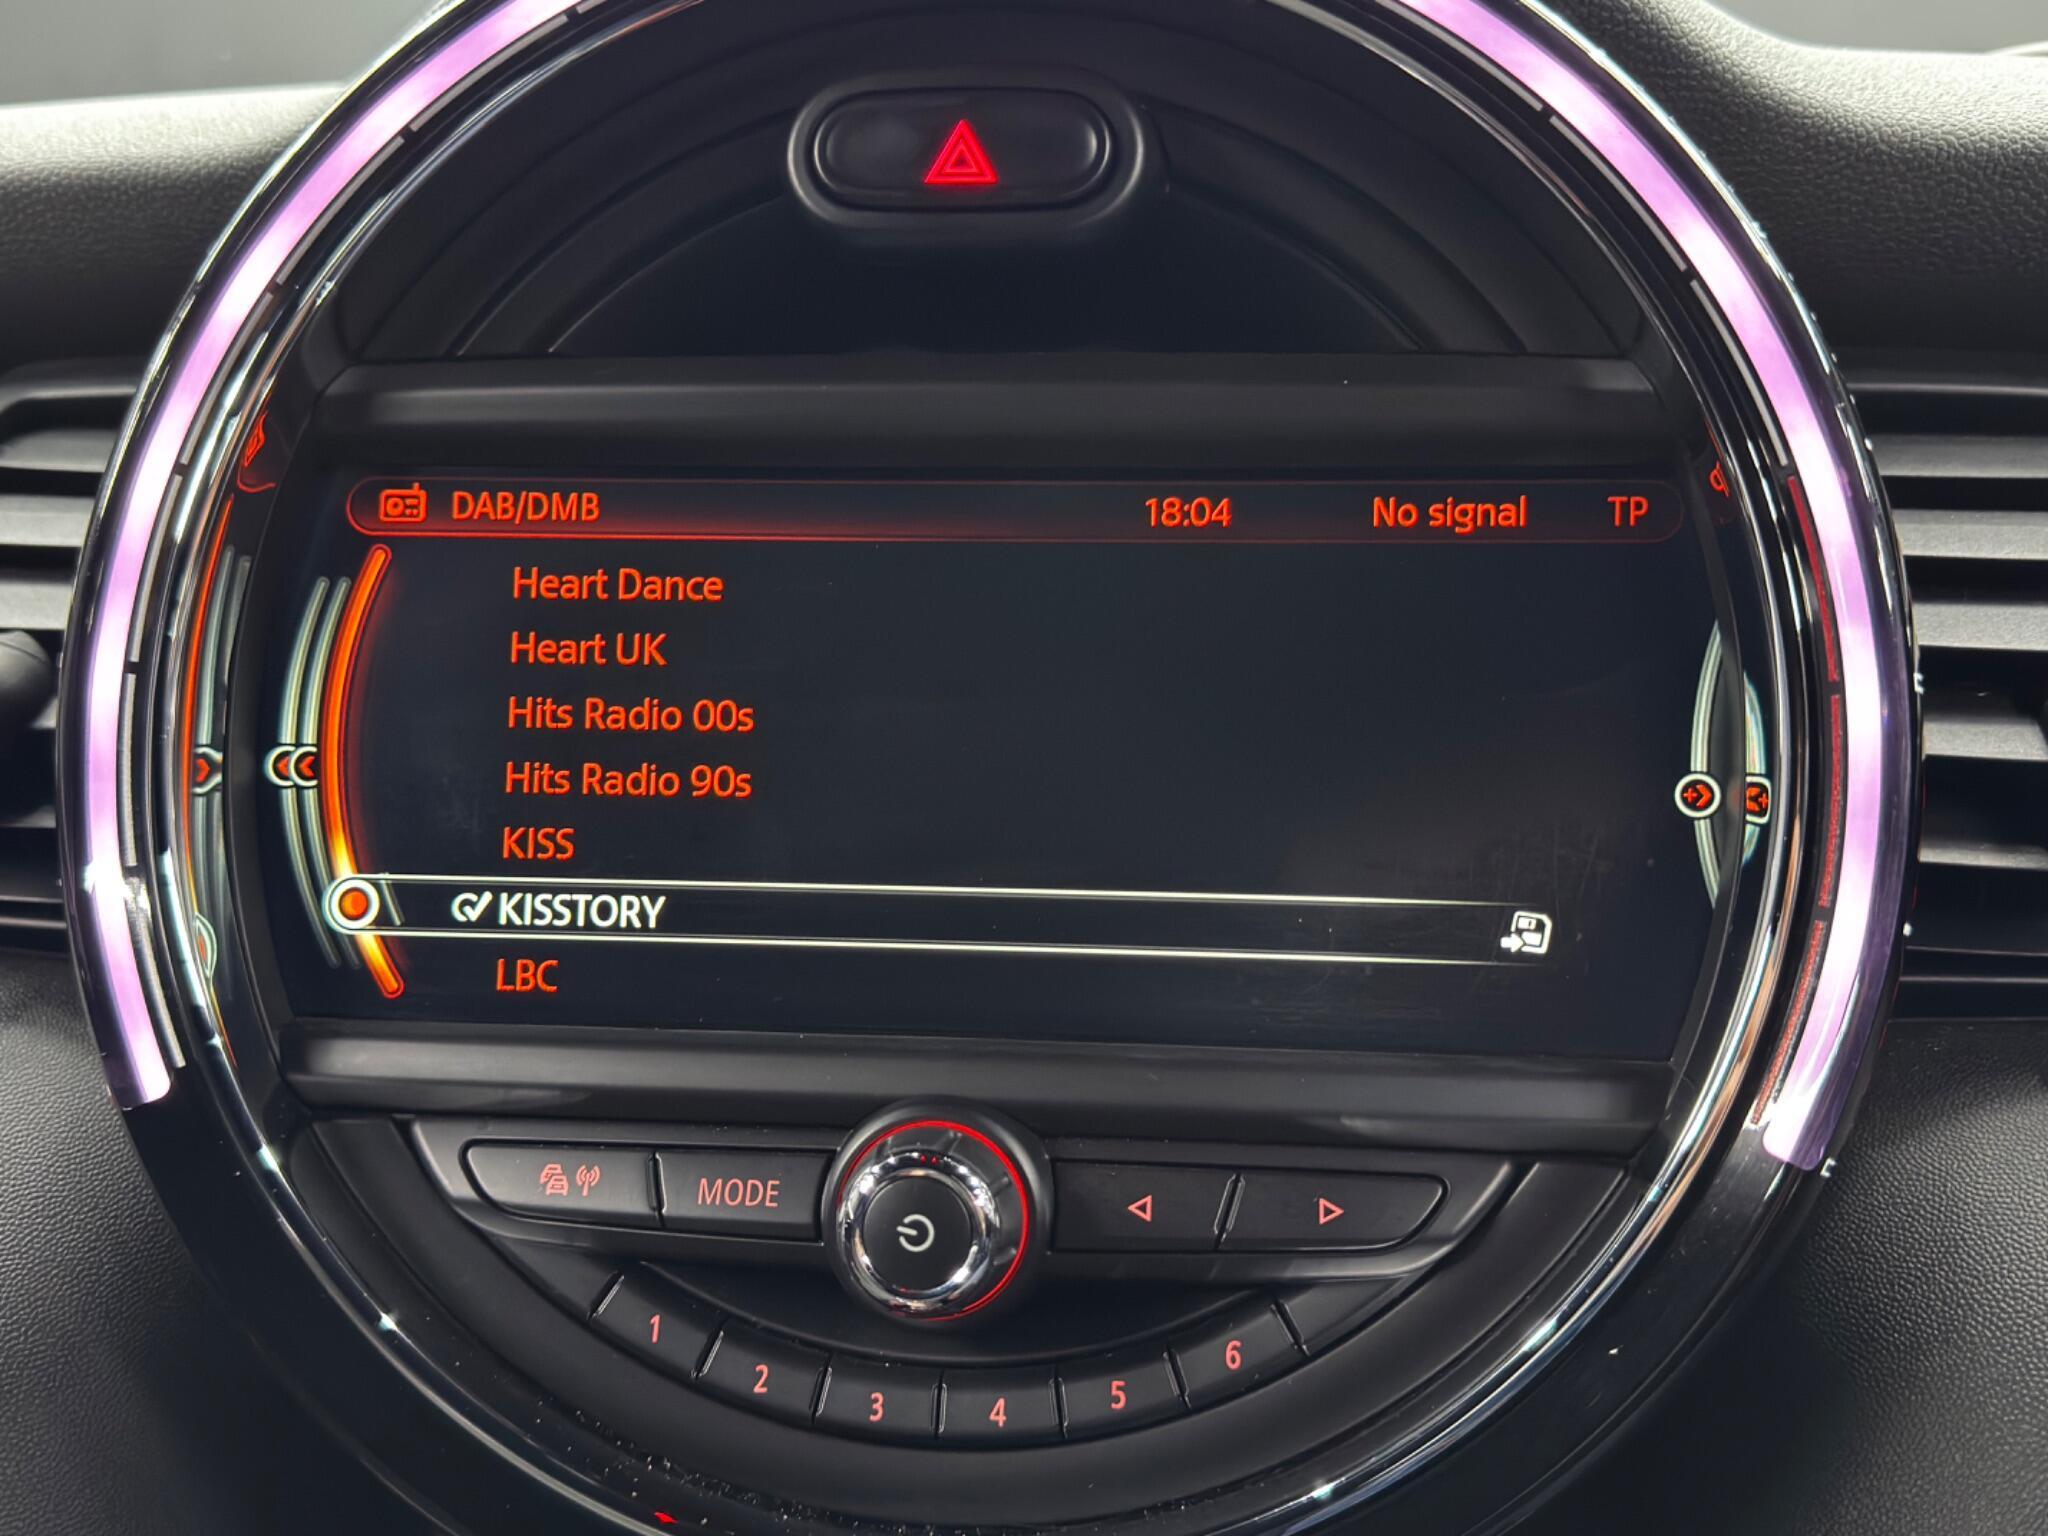 DAB/DMB 18:04 No signal TP
Heart Dance
Heart UK
Hits Radio 00s
Hits Radio 90s
KISS
KISSTORY
LBC
MODE
1 2 3 4 5 6